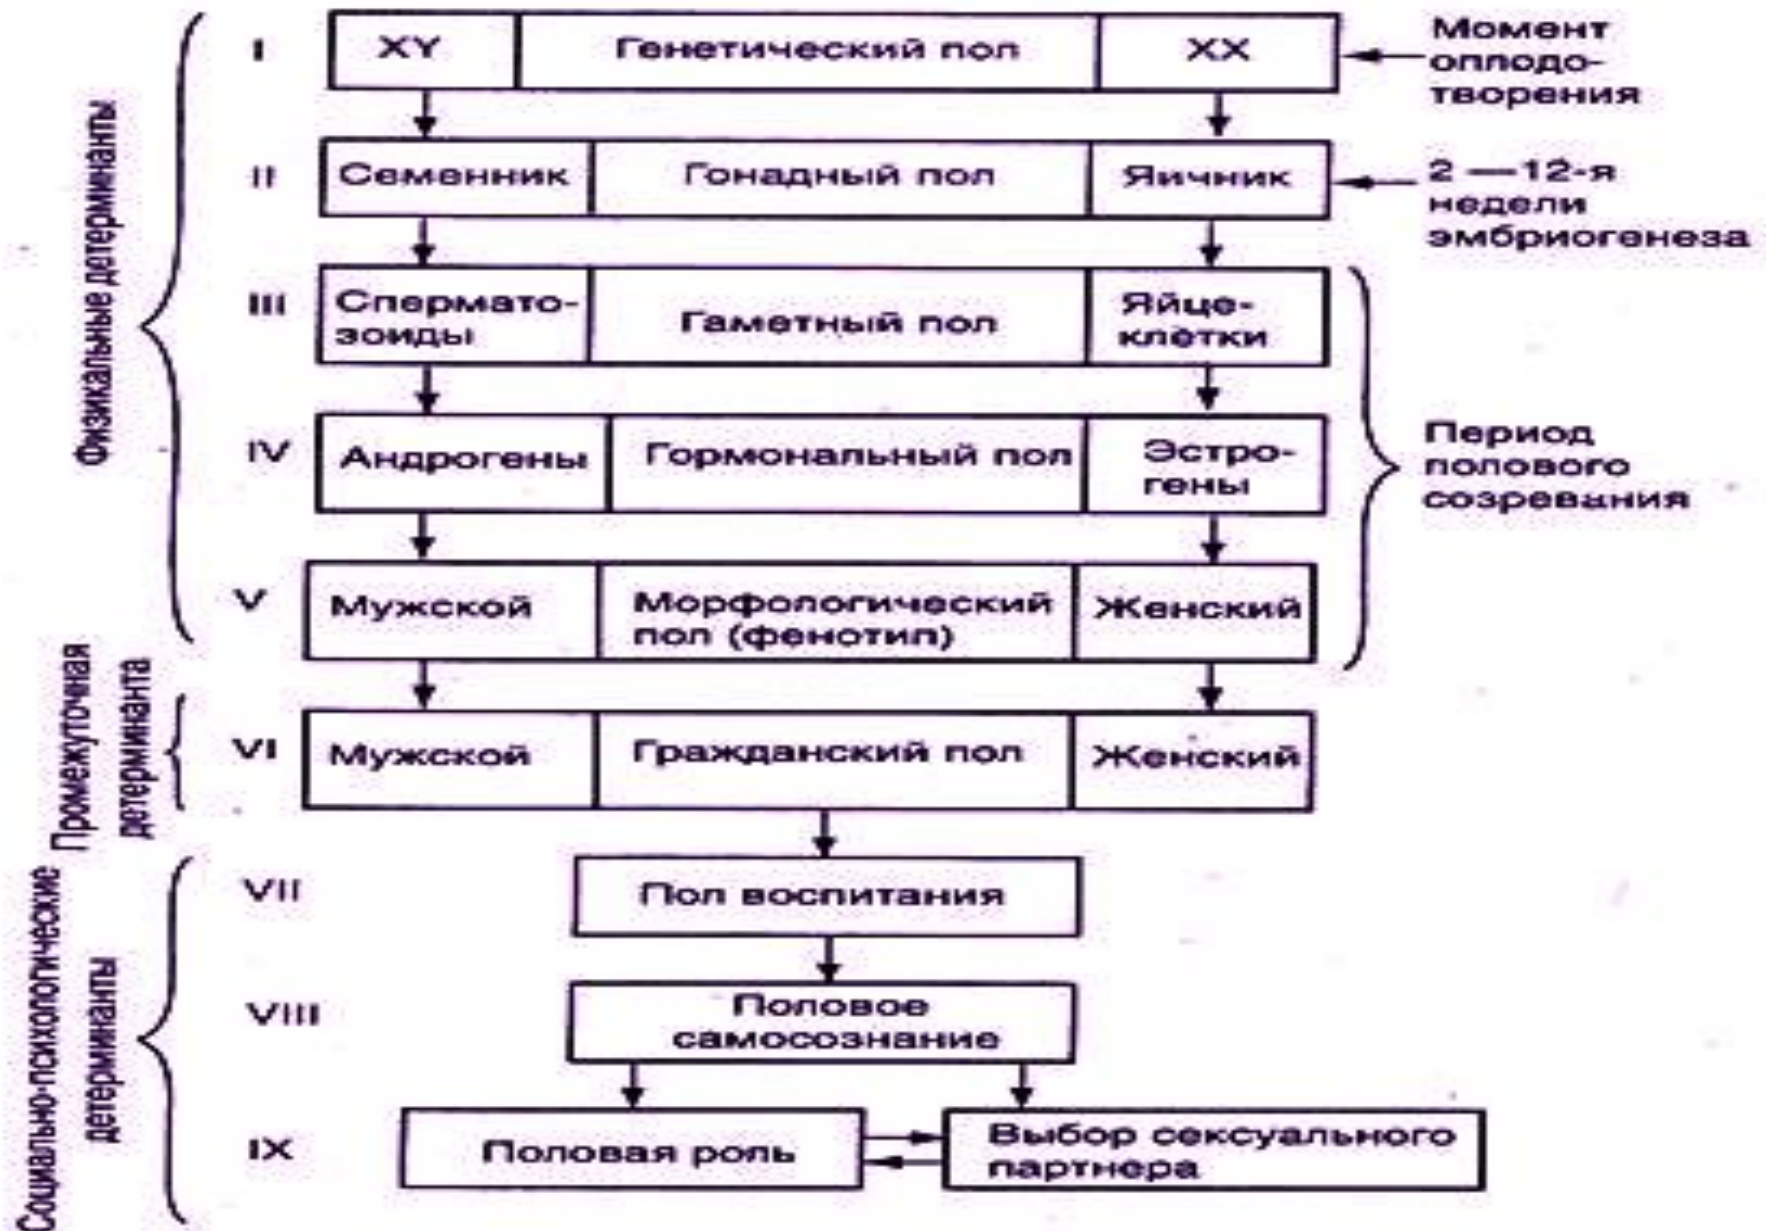 Физикальные детерминанты
I
XY
Генетический пол
XX
Момент
оплодо-
творения
II
Семенник
Гонадный пол
Яичник
2 — 12-я
недели
эмбриогенеза
III
Спермато-
зоиды
Гаметный пол
Яйце-
клетки
IV
Андрогены
Гормональный пол
Эстро-
гены
Период
полового
созревания
V
Мужской
Морфологический
пол (фенотип)
Женский
Промежуточная
детерминанта
VI
Мужской
Гражданский пол
Женский
Социально-психологические
детерминанты
VII
Пол воспитания
VIII
Половое
самосознание
IX
Половая роль
Выбор сексуального
партнера